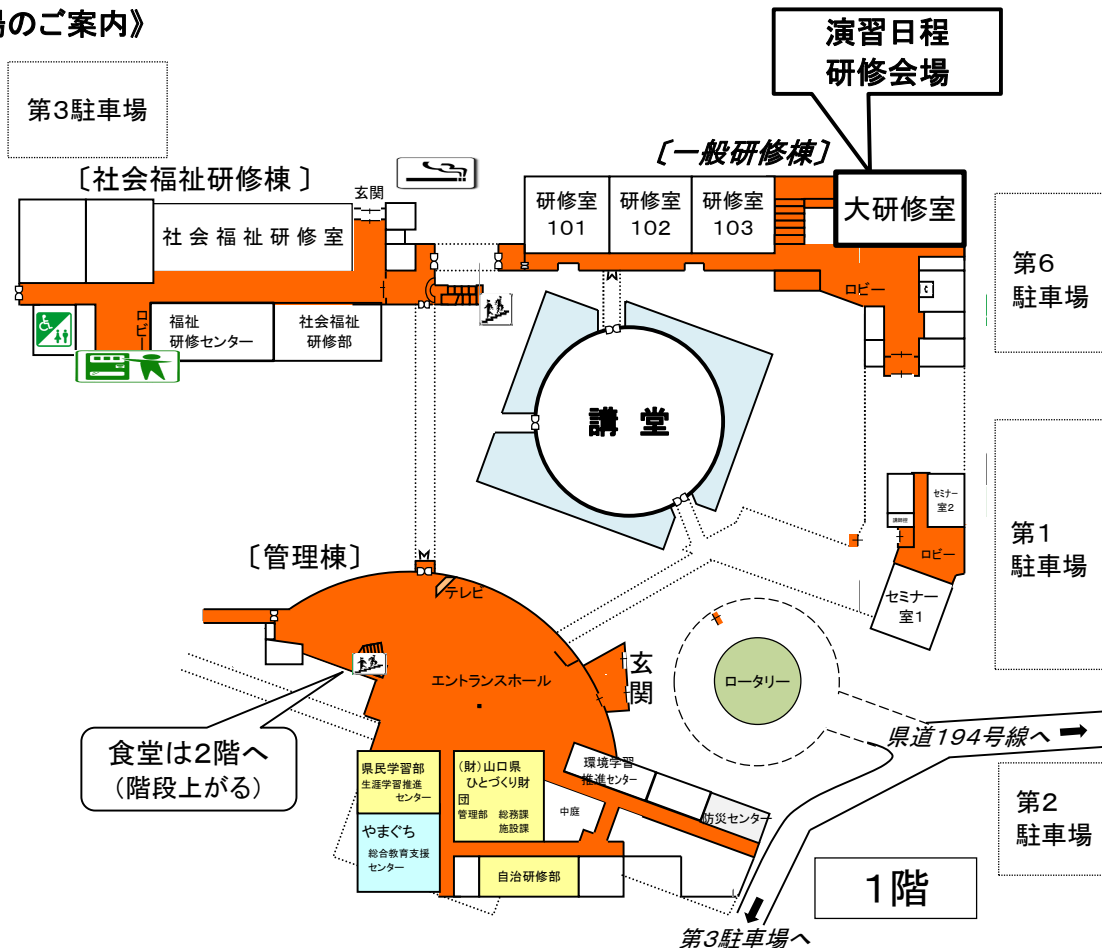 場のご案内》
演習日程
研修会場
第3駐車場
〔一般研修棟〕
〔社会福祉研修棟〕
玄関
研修室
101
研修室
102
研修室
103
大研修室
社会福祉研修室
第6
駐車場
ロビー
ロビー
福祉
研修センター
社会福祉
研修部
講堂
セミナー
室2
講師控
ロビー
セミナー
室1
第1
駐車場
〔管理棟〕
テレビ
エントランスホール
玄関
ロータリー
県道194号線へ
食堂は2階へ
(階段上がる)
県民学習部
生涯学習推進
センター
(財)山口県
ひとづくり財
団
管理部 総務課
施設課
環境学習
推進センター
中庭
防災センター
第2
駐車場
やまぐち
総合教育支援
センター
自治研修部
1階
第3駐車場へ